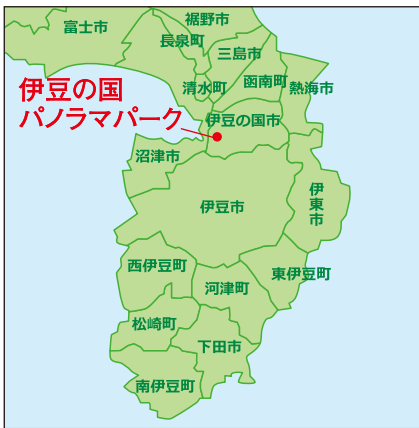 富士市
裾野市
長泉町
三島市
清水町
函南町
熱海市
伊豆の国
パノラマパーク
伊豆の国市
沼津市
伊豆市
伊東市
西伊豆町
河津町
東伊豆町
松崎町
下田市
南伊豆町